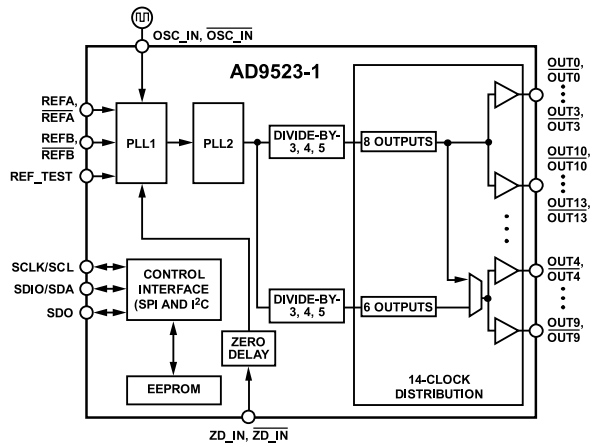 OSC_IN, OSC_IN
AD9523-1
REFA,
REFA
REFB,
REFB
REF_TEST
PLL1
PLL2
DIVIDE-BY-
3, 4, 5
8 OUTPUTS
OUT0,
OUT0
OUT3,
OUT3
OUT10,
OUT10
OUT13,
OUT13
SCLK/SCL
SDIO/SDA
SDO
CONTROL
INTERFACE
(SPI AND I2C
EEPROM
ZERO
DELAY
DIVIDE-BY-
3, 4, 5
6 OUTPUTS
OUT4,
OUT4
OUT9,
OUT9
14-CLOCK
DISTRIBUTION
ZD_IN, ZD_IN